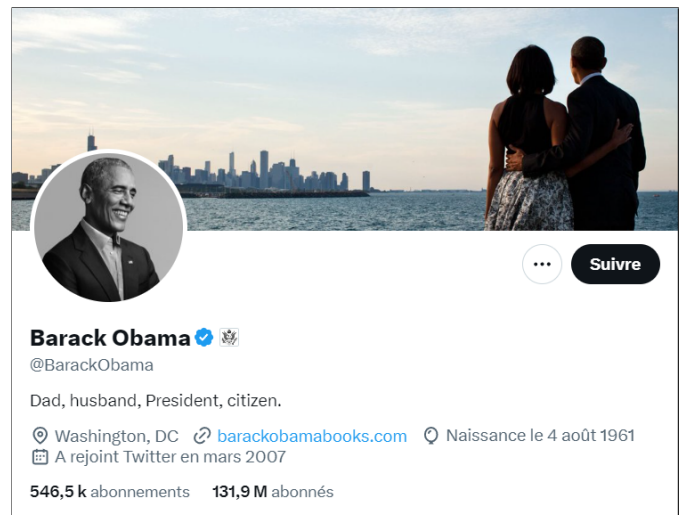 Suivre
Barack Obama
@BarackObama
Dad, husband, President, citizen.
Washington, DC barackobamabooks.com Naissance le 4 août 1961
A rejoint Twitter en mars 2007
546,5 k abonnements 131,9 M abonnés